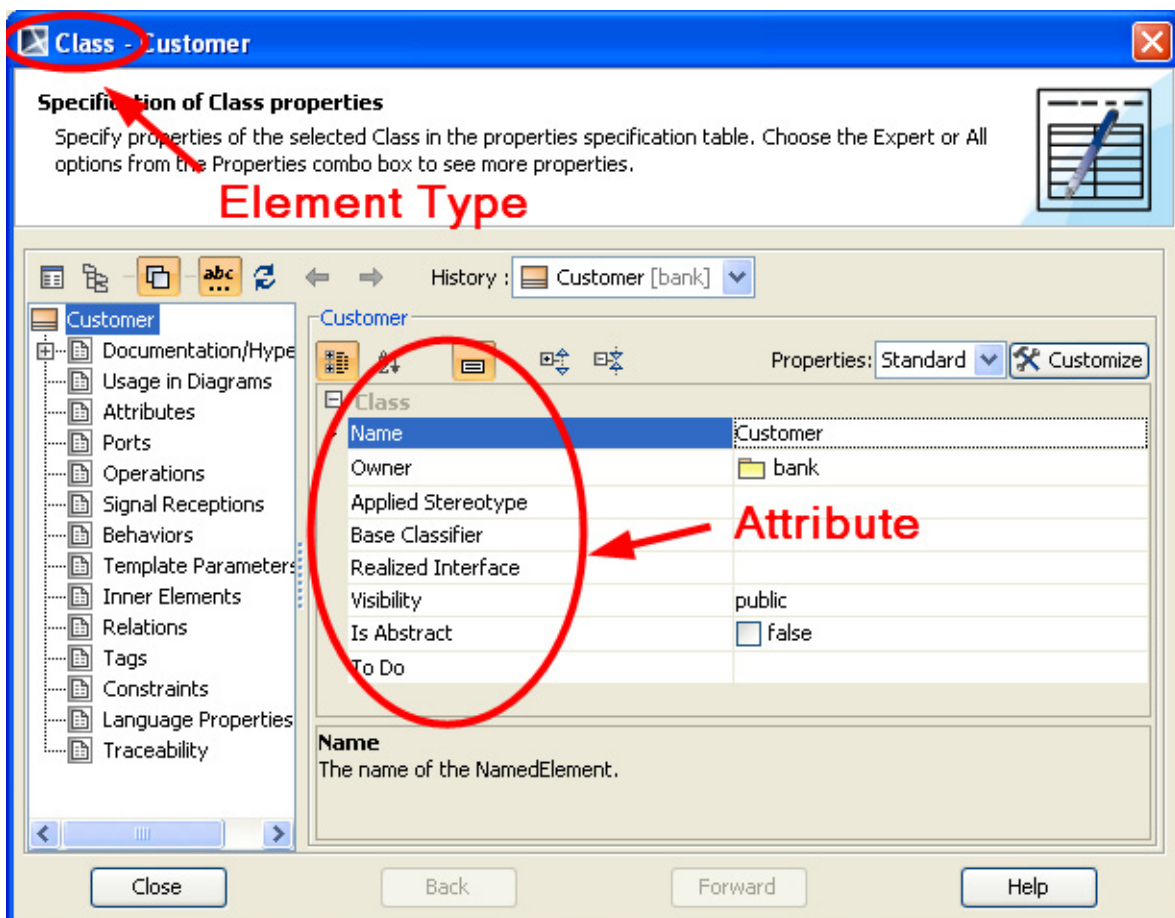 Class - Customer
Specification of Class properties
Specify properties of the selected Class in the properties specification table. Choose the Expert or All
options from the Properties combo box to see more properties.
Element Type
abc
History : Customer [bank]
Customer
Documentation/Hype
Usage in Diagrams
Attributes
Ports
Operations
Signal Receptions
Behaviors
Template Parameters
Inner Elements
Relations
Tags
Constraints
Language Properties
Traceability
Customer
Properties: Standard Customize
Class
Name Customer
Owner bank
Applied Stereotype
Base Classifier
Realized Interface
Visibility public
Is Abstract false
To Do
Attribute
Name
The name of the NamedElement.
Close Back Forward Help